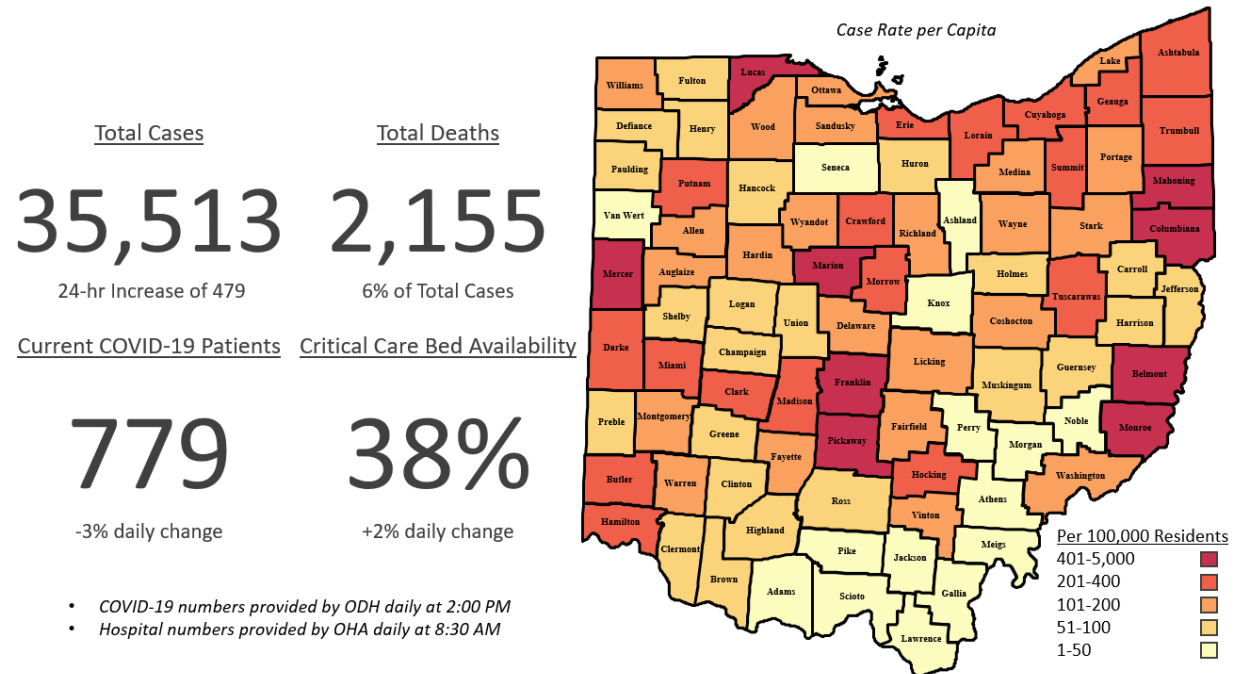 Case Rate per Capita
Total Cases
Total Deaths
35,513
2,155
24-hr Increase of 479
6% of Total Cases
Current COVID-19 Patients
Critical Care Bed Availability
779
38%
-3% daily change
+2% daily change
• COVID-19 numbers provided by ODH daily at 2:00 PM
• Hospital numbers provided by OHA daily at 8:30 AM
Williams
Fulton
Lucas
Ottawa
Lake
Ashtabula
Geauga
Defiance
Henry
Wood
Sandusky
Erie
Lorain
Cuyahoga
Trumbull
Paulding
Putnam
Hancock
Seneca
Huron
Medina
Summit
Portage
Mahoning
Van Wert
Allen
Wyandot
Crawford
Richland
Ashland
Wayne
Stark
Columbiana
Mercer
Auglaize
Hardin
Marion
Morrow
Knox
Holmes
Tuscarawas
Carroll
Jefferson
Shelby
Logan
Union
Delaware
Coshocton
Harrison
Darke
Miami
Champaign
Clark
Madison
Franklin
Licking
Muskingum
Guernsey
Belmont
Preble
Montgomery
Greene
Fayette
Pickaway
Fairfield
Perry
Morgan
Noble
Monroe
Butler
Warren
Clinton
Ross
Hocking
Athens
Washington
Hamilton
Clermont
Brown
Highland
Pike
Vinton
Jackson
Meigs
Adams
Scioto
Gallia
Lawrence
Per 100,000 Residents
401-5,000
201-400
101-200
51-100
1-50